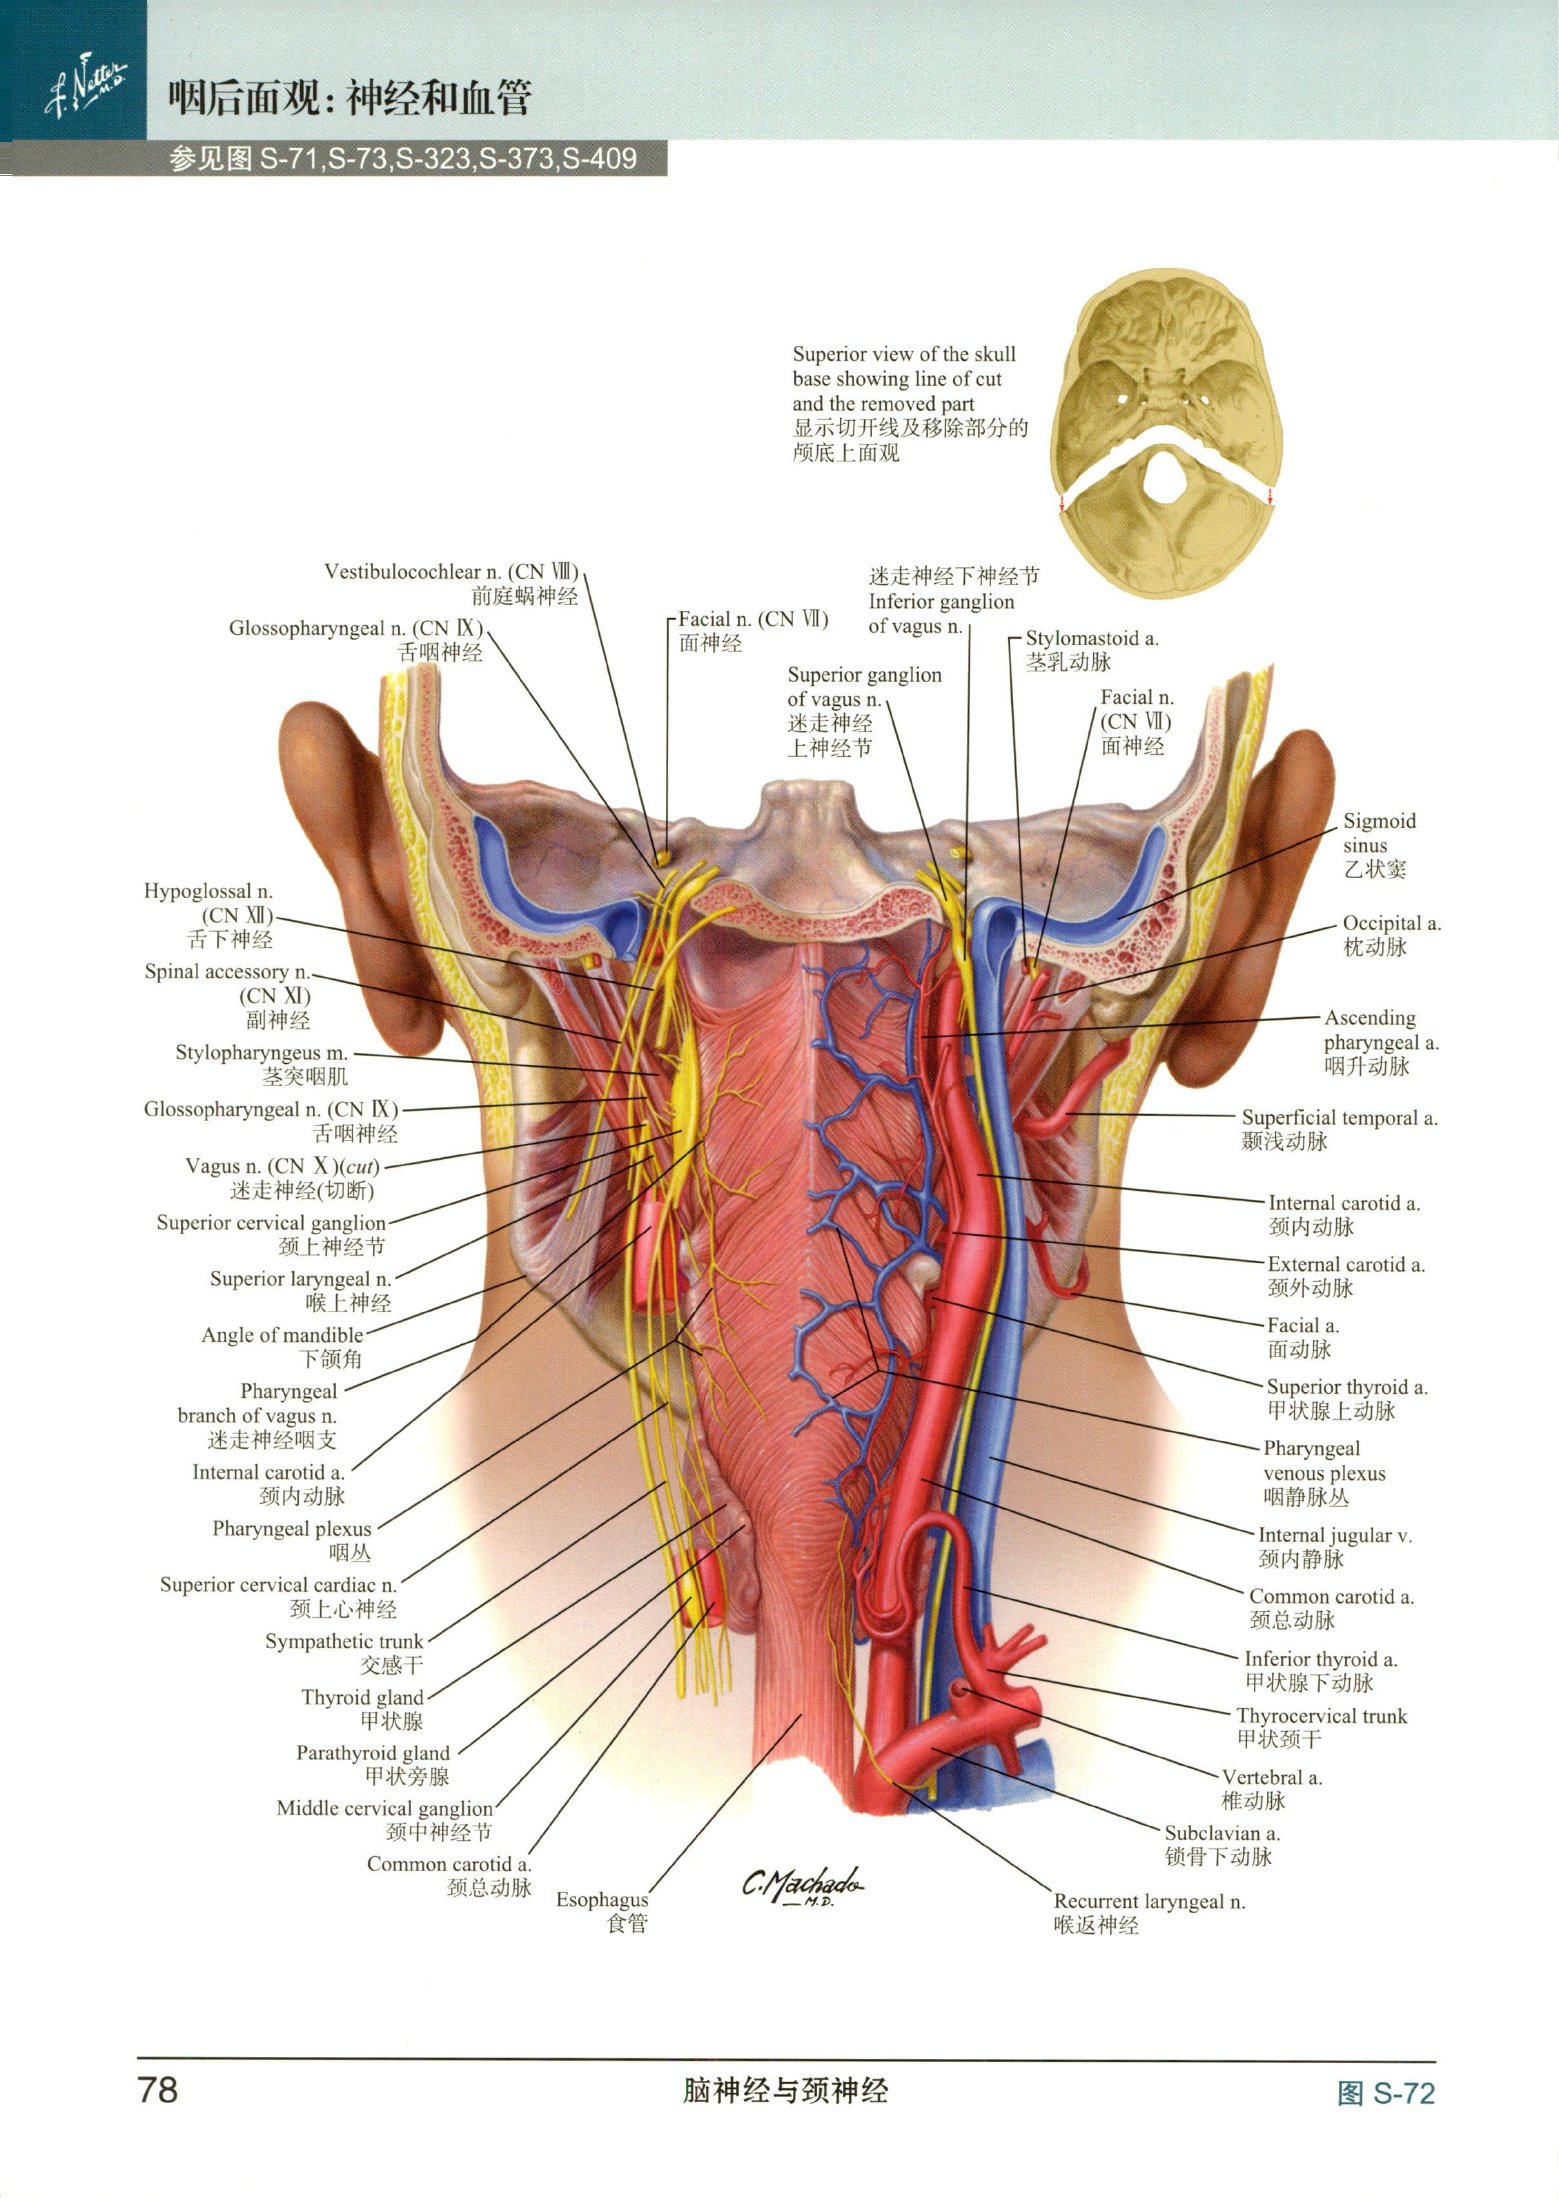 F. Netter M.D.
咽后面观：神经和血管
参见图 S-71,S-73,S-323,S-373,S-409
Superior view of the skull
base showing line of cut
and the removed part
显示切开线及移除部分的
颅底上面观
Vestibulocochlear n. (CN Ⅷ)
前庭蜗神经
Glossopharyngeal n. (CN Ⅸ)
舌咽神经
Facial n. (CN Ⅶ)
面神经
迷走神经下神经节
Inferior ganglion
of vagus n.
Superior ganglion
of vagus n.
迷走神经
上神经节
Stylomastoid a.
茎乳动脉
Facial n.
(CN Ⅶ)
面神经
Hypoglossal n.
(CN Ⅻ)
舌下神经
Spinal accessory n.
(CN Ⅺ)
副神经
Stylopharyngeus m.
茎突咽肌
Glossopharyngeal n. (CN Ⅸ)
舌咽神经
Vagus n. (CN Ⅹ)(cut)
迷走神经(切断)
Superior cervical ganglion
颈上神经节
Superior laryngeal n.
喉上神经
Angle of mandible
下颌角
Pharyngeal
branch of vagus n.
迷走神经咽支
Internal carotid a.
颈内动脉
Pharyngeal plexus
咽丛
Superior cervical cardiac n.
颈上心神经
Sympathetic trunk
交感干
Thyroid gland
甲状腺
Parathyroid gland
甲状旁腺
Middle cervical ganglion
颈中神经节
Common carotid a.
颈总动脉
Esophagus
食管
Sigmoid
sinus
乙状窦
Occipital a.
枕动脉
Ascending
pharyngeal a.
咽升动脉
Superficial temporal a.
颞浅动脉
Internal carotid a.
颈内动脉
External carotid a.
颈外动脉
Facial a.
面动脉
Superior thyroid a.
甲状腺上动脉
Pharyngeal
venous plexus
咽静脉丛
Internal jugular v.
颈内静脉
Common carotid a.
颈总动脉
Inferior thyroid a.
甲状腺下动脉
Thyrocervical trunk
甲状颈干
Vertebral a.
椎动脉
Subclavian a.
锁骨下动脉
Recurrent laryngeal n.
喉返神经
C.Machado
M.D.
78
脑神经与颈神经
图 S-72